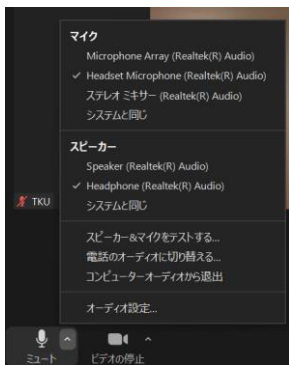 マイク
Microphone Array (Realtek(R) Audio)
✓ Headset Microphone (Realtek(R) Audio)
ステレオ ミキサー (Realtek(R) Audio)
システムと同じ
スピーカー
Speaker (Realtek(R) Audio)
✓ Headphone (Realtek(R) Audio)
システムと同じ
TKU
スピーカー&マイクをテストする...
電話のオーディオに切り替える...
コンピューターオーディオから退出
オーディオ設定...
ミュート
ビデオの停止